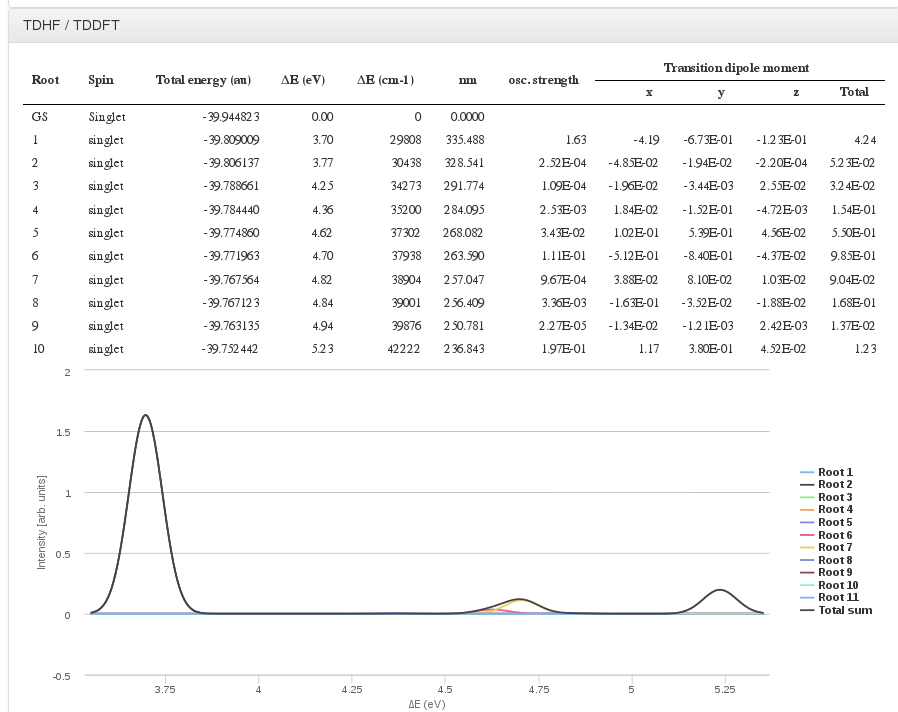 TDHF / TDDFT
Transition dipole moment
Root Spin Total energy (au) ΔE (eV) ΔE (cm-1) nm osc. strength x y z Total
GS Singlet -39.944823 0.00 0 0.0000
1 singlet -39.809009 3.70 29808 335.488 1.63 -4.19 -6.73E-01 -1.23E-01 4.24
2 singlet -39.806137 3.77 30438 328.541 2.52E-04 -4.85E-02 -1.94E-02 -2.20E-04 5.23E-02
3 singlet -39.788661 4.25 34273 291.774 1.09E-04 -1.96E-02 -3.44E-03 2.55E-02 3.24E-02
4 singlet -39.784440 4.36 35200 284.095 2.53E-03 1.84E-02 -1.52E-01 -4.72E-03 1.54E-01
5 singlet -39.774860 4.62 37302 268.082 3.43E-02 1.02E-01 5.39E-01 4.56E-02 5.50E-01
6 singlet -39.771963 4.70 37938 263.590 1.11E-01 -5.12E-01 -8.40E-01 -4.37E-02 9.85E-01
7 singlet -39.767564 4.82 38904 257.047 9.67E-04 3.88E-02 8.10E-02 1.03E-02 9.04E-02
8 singlet -39.767123 4.84 39001 256.409 3.36E-03 -1.63E-01 -3.52E-02 -1.88E-02 1.68E-01
9 singlet -39.763135 4.94 39876 250.781 2.27E-05 -1.34E-02 -1.21E-03 2.42E-03 1.37E-02
10 singlet -39.752442 5.23 42222 236.843 1.97E-01 1.17 3.80E-01 4.52E-02 1.23
2
1.5
1
0.5
0
-0.5
Intensity [arb. units]
3.75 4 4.25 4.5 4.75 5 5.25
ΔE (eV)
Root 1
Root 2
Root 3
Root 4
Root 5
Root 6
Root 7
Root 8
Root 9
Root 10
Root 11
Total sum